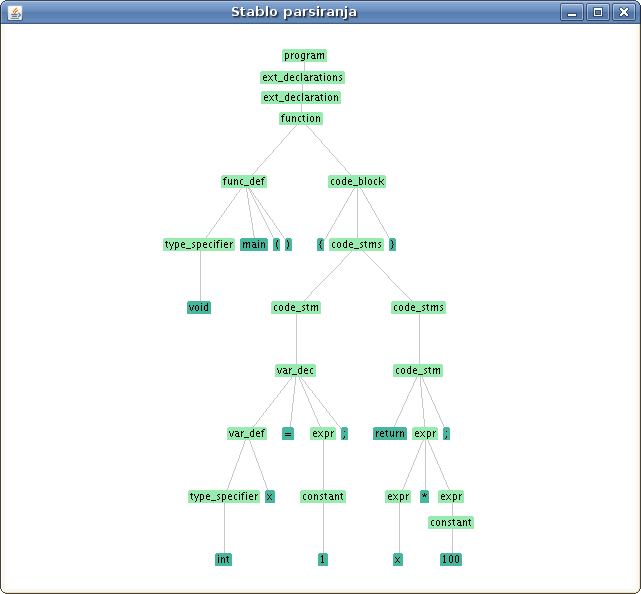 Stablo parsiranja
program
ext_declarations
ext_declaration
function
func_def code_block
type_specifier main ( ) { code_stms }
void code_stm code_stms
var_dec code_stm
var_def = expr ; return expr ;
type_specifier x constant expr * expr
constant
int 1 x 100